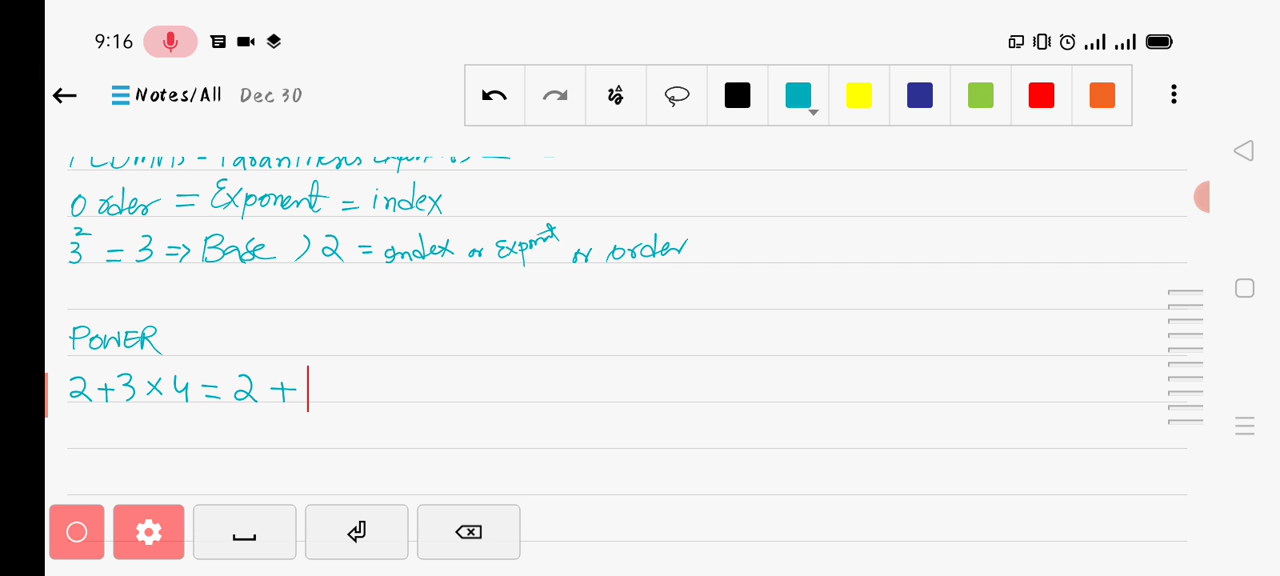 9:16
Notes/All Dec 30
Order = Exponent = index
3² = 3 => Base ) 2 = index or Exponent or order
POWER
2+3×4=2+